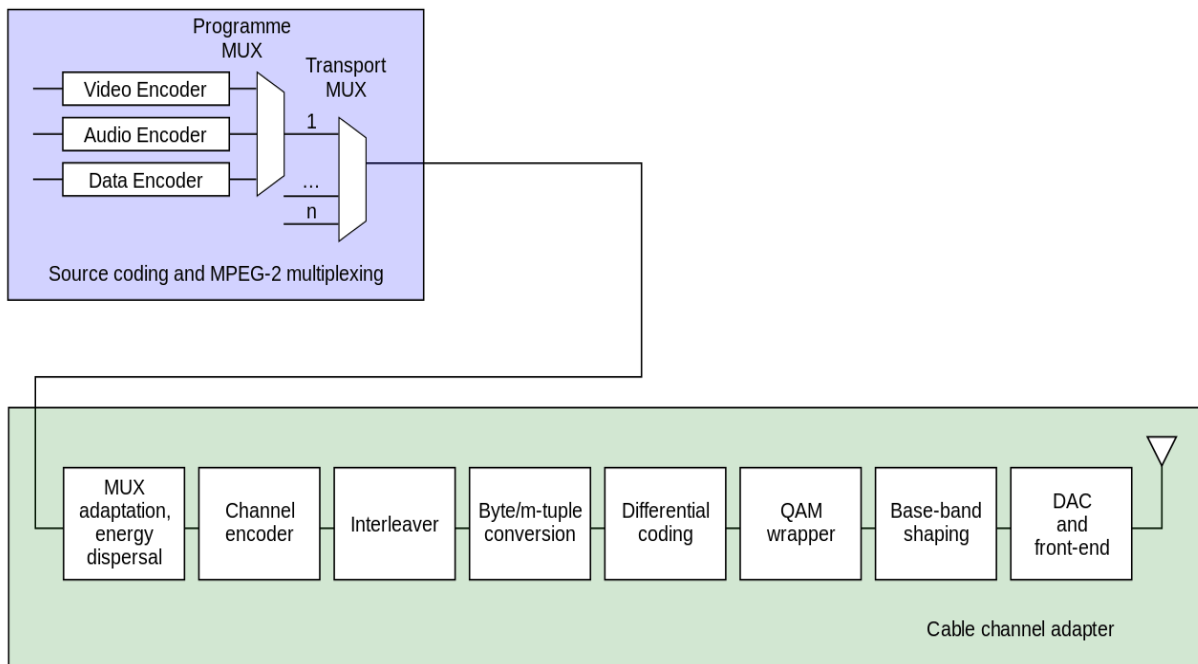 Programme
MUX
Transport
MUX
Video Encoder
Audio Encoder
Data Encoder
1
...
n
Source coding and MPEG-2 multiplexing
MUX
adaptation,
energy
dispersal
Channel
encoder
Interleaver
Byte/m-tuple
conversion
Differential
coding
QAM
wrapper
Base-band
shaping
DAC
and
front-end
Cable channel adapter